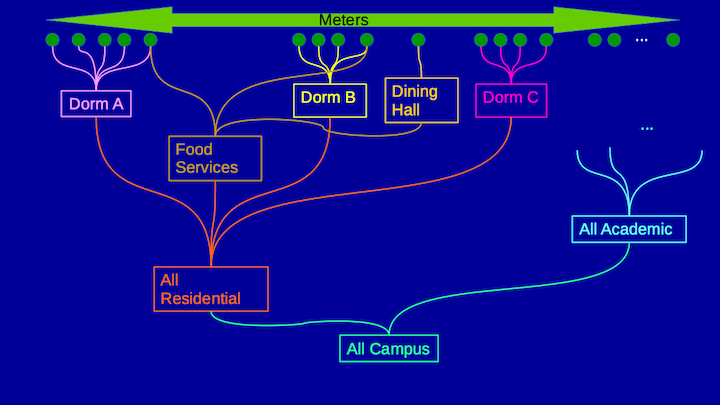 Meters
...
Dorm A
Dorm B
Dining
Hall
Dorm C
...
Food
Services
All Academic
All
Residential
All Campus